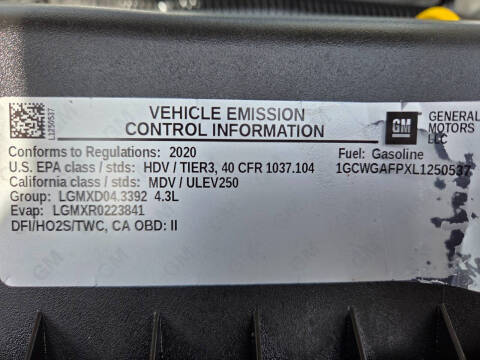 L1250537
VEHICLE EMISSION
CONTROL INFORMATION
GM
GENERAL
MOTORS
LLC
Conforms to Regulations: 2020
Fuel: Gasoline
U.S. EPA class / stds: HDV / TIER3, 40 CFR 1037.104
1GCWGAFPXL1250537
California class / stds: MDV / ULEV250
Group: LGMXD04.3392 4.3L
Evap: LGMXR0223841
DFI/HO2S/TWC, CA OBD: II